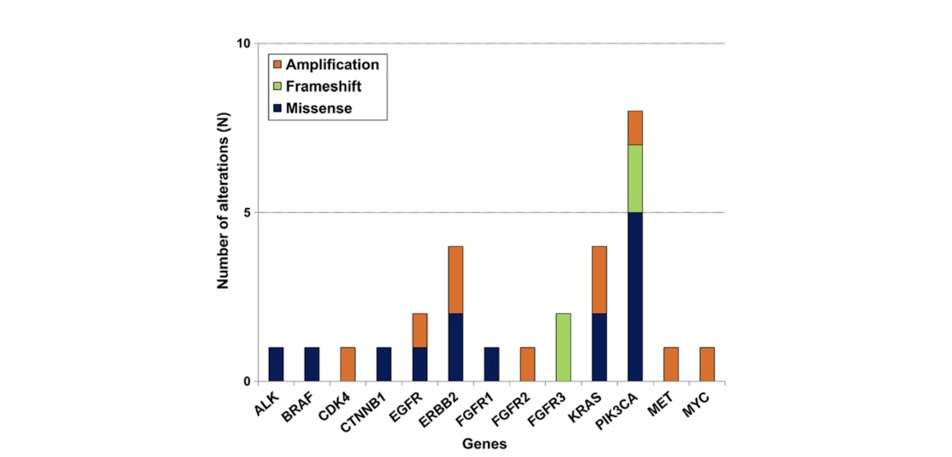 10
Amplification
Frameshift
Missense
Number of alterations (N)
5
0
ALK
BRAF
CDK4
CTNNB1
EGFR
ERBB2
FGFR1
FGFR2
FGFR3
KRAS
PIK3CA
MET
MYC
Genes